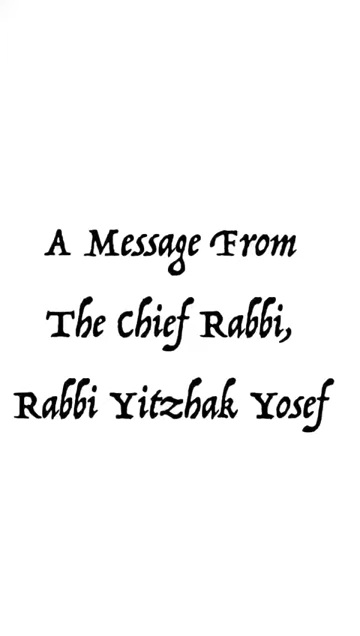 A Message From
The Chief Rabbi,
Rabbi Yitzhak Yosef